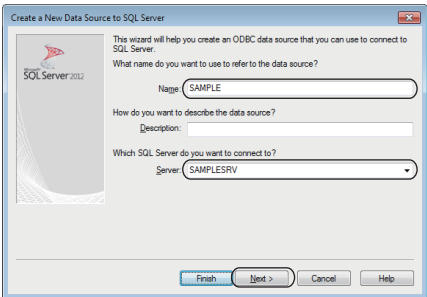 Create a New Data Source to SQL Server
This wizard will help you create an ODBC data source that you can use to connect to
SQL Server.
What name do you want to use to refer to the data source?
Name: SAMPLE
How do you want to describe the data source?
Description:
Which SQL Server do you want to connect to?
Server: SAMPLESRV
Microsoft
SQL Server 2012
Finish
Next >
Cancel
Help